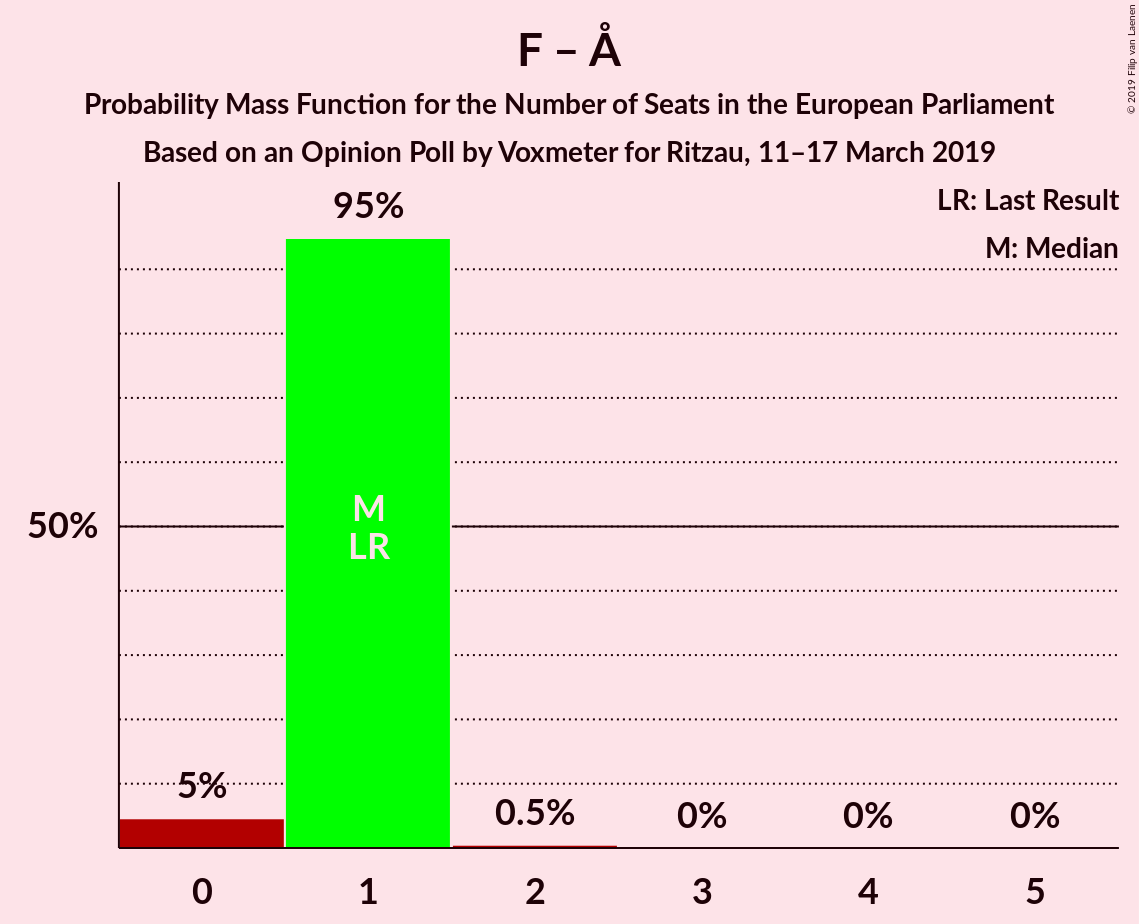 F – Å
Probability Mass Function for the Number of Seats in the European Parliament
Based on an Opinion Poll by Voxmeter for Ritzau, 11–17 March 2019
© 2019 Filip van Laenen
LR: Last Result
M: Median
95%
50%
M
LR
5%
0.5%
0%
0%
0%
0
1
2
3
4
5